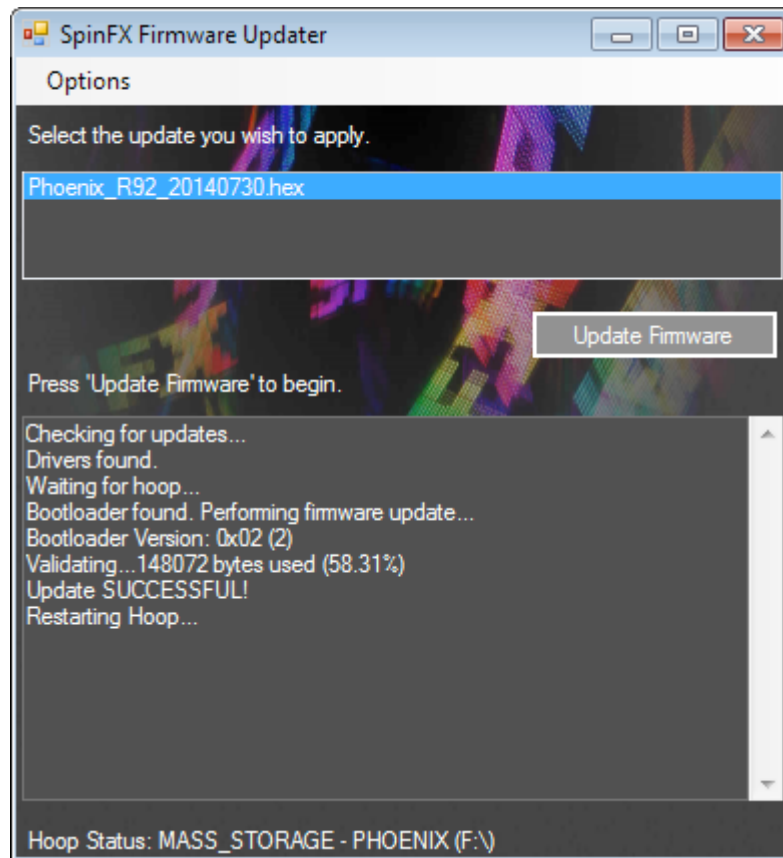 SpinFX Firmware Updater
Options
Select the update you wish to apply.
Phoenix_R92_20140730.hex
Update Firmware
Press 'Update Firmware' to begin.
Checking for updates...
Drivers found.
Waiting for hoop...
Bootloader found. Performing firmware update...
Bootloader Version: 0x02 (2)
Validating...148072 bytes used (58.31%)
Update SUCCESSFUL!
Restarting Hoop...
Hoop Status: MASS_STORAGE - PHOENIX (F:\)